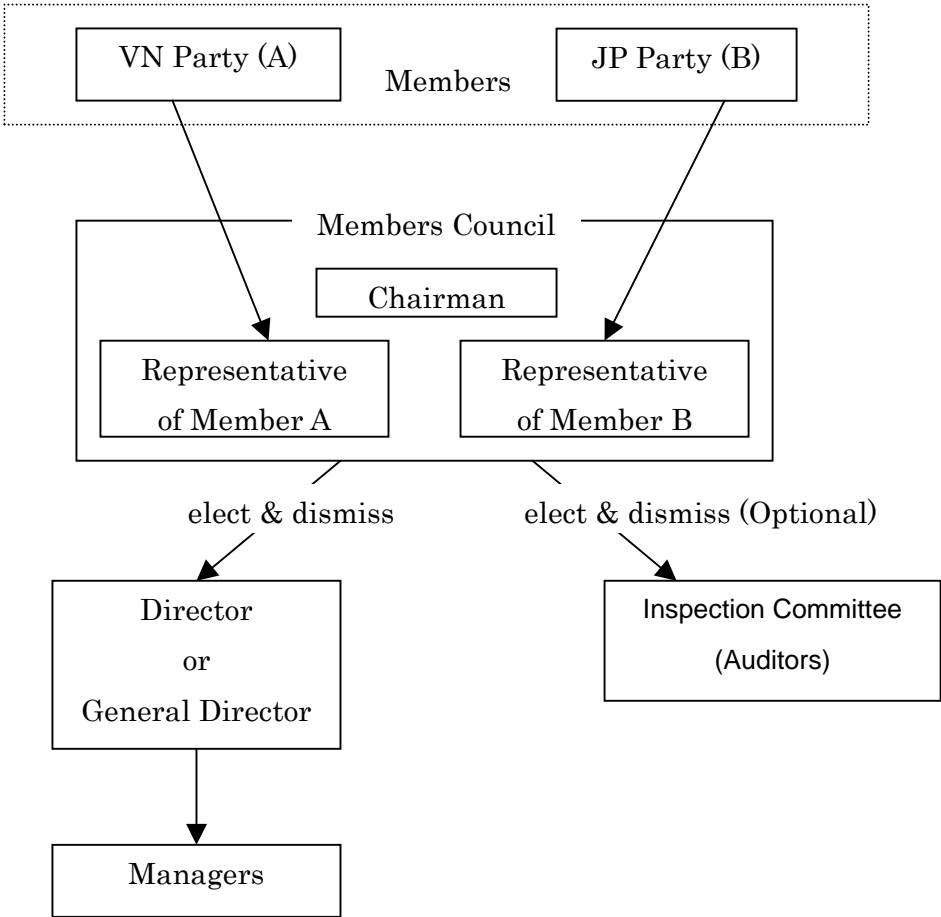 VN Party (A)
JP Party (B)
Members
Members Council
Chairman
Representative
of Member A
Representative
of Member B
elect & dismiss
elect & dismiss (Optional)
Director
or
General Director
Inspection Committee
(Auditors)
Managers